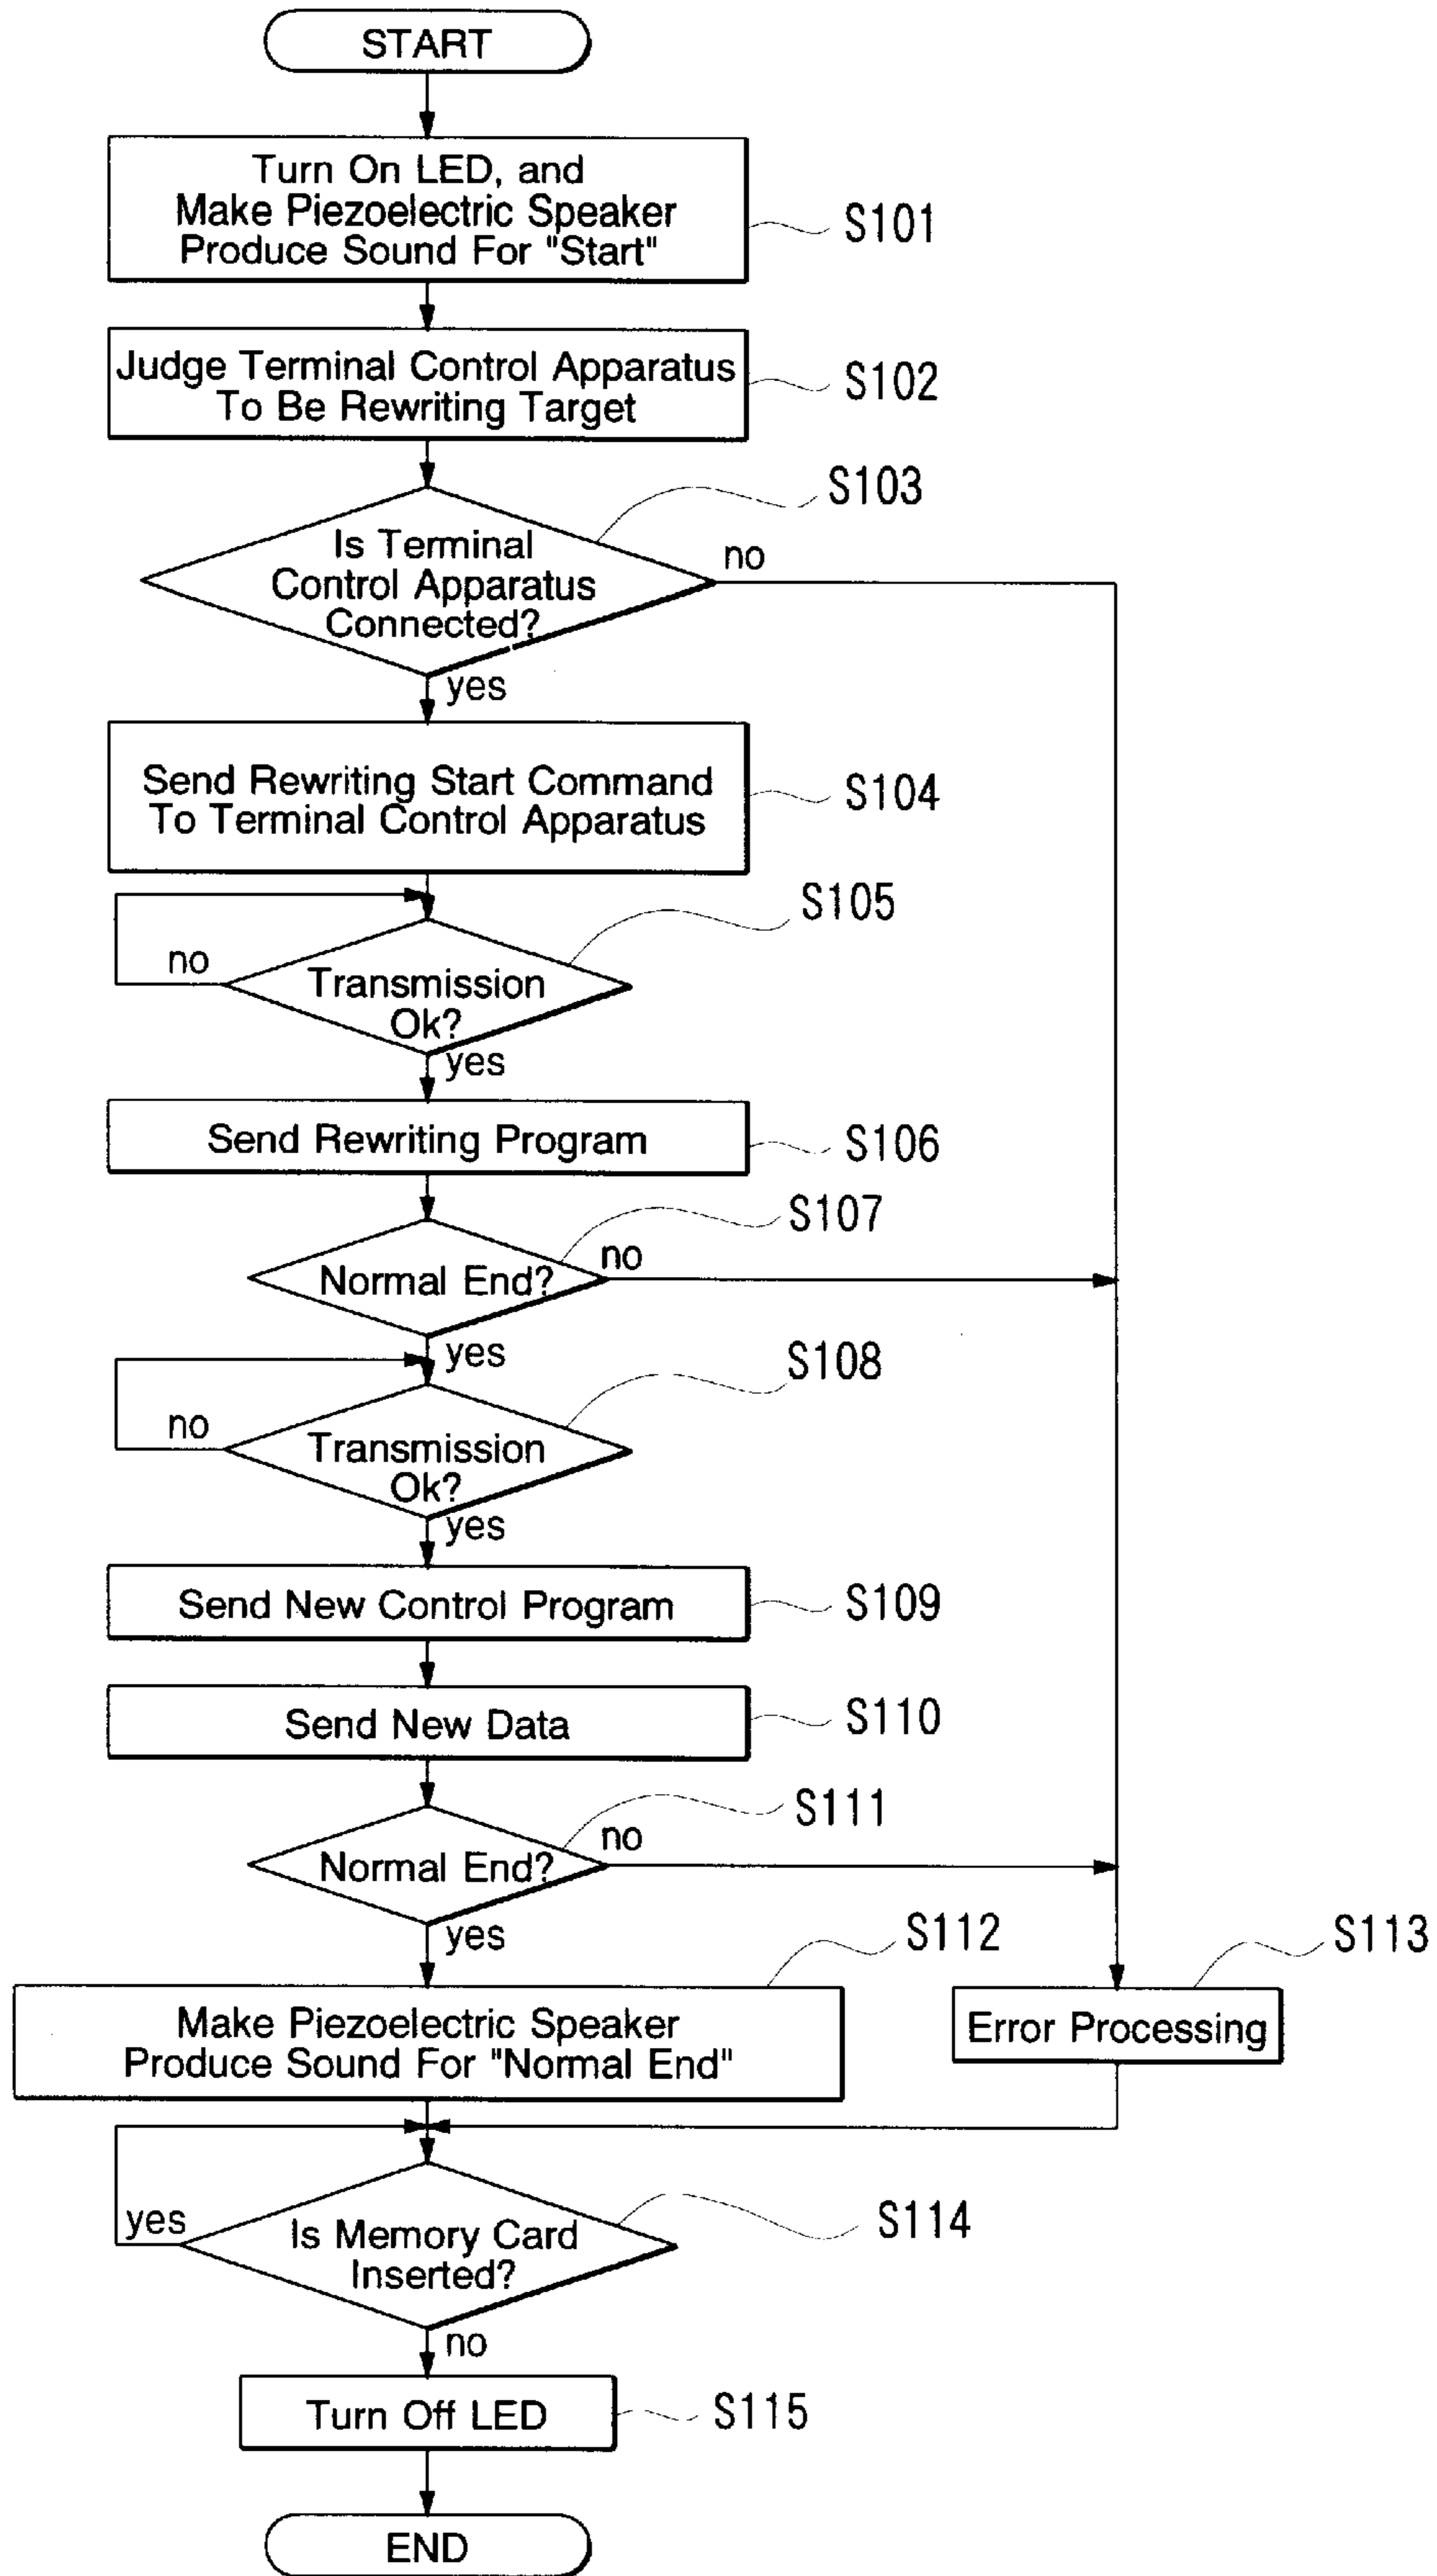 START
Turn On LED, and
Make Piezoelectric Speaker
Produce Sound For "Start"
S101
Judge Terminal Control Apparatus
To Be Rewriting Target
S102
S103
Is Terminal
Control Apparatus
Connected?
no
yes
Send Rewriting Start Command
To Terminal Control Apparatus
S104
S105
no
Transmission
Ok?
yes
Send Rewriting Program
S106
S107
no
Normal End?
yes
S108
no
Transmission
Ok?
yes
Send New Control Program
S109
Send New Data
S110
S111
no
Normal End?
yes
S112
S113
Make Piezoelectric Speaker
Produce Sound For "Normal End"
Error Processing
yes
Is Memory Card
Inserted?
S114
no
Turn Off LED
S115
END